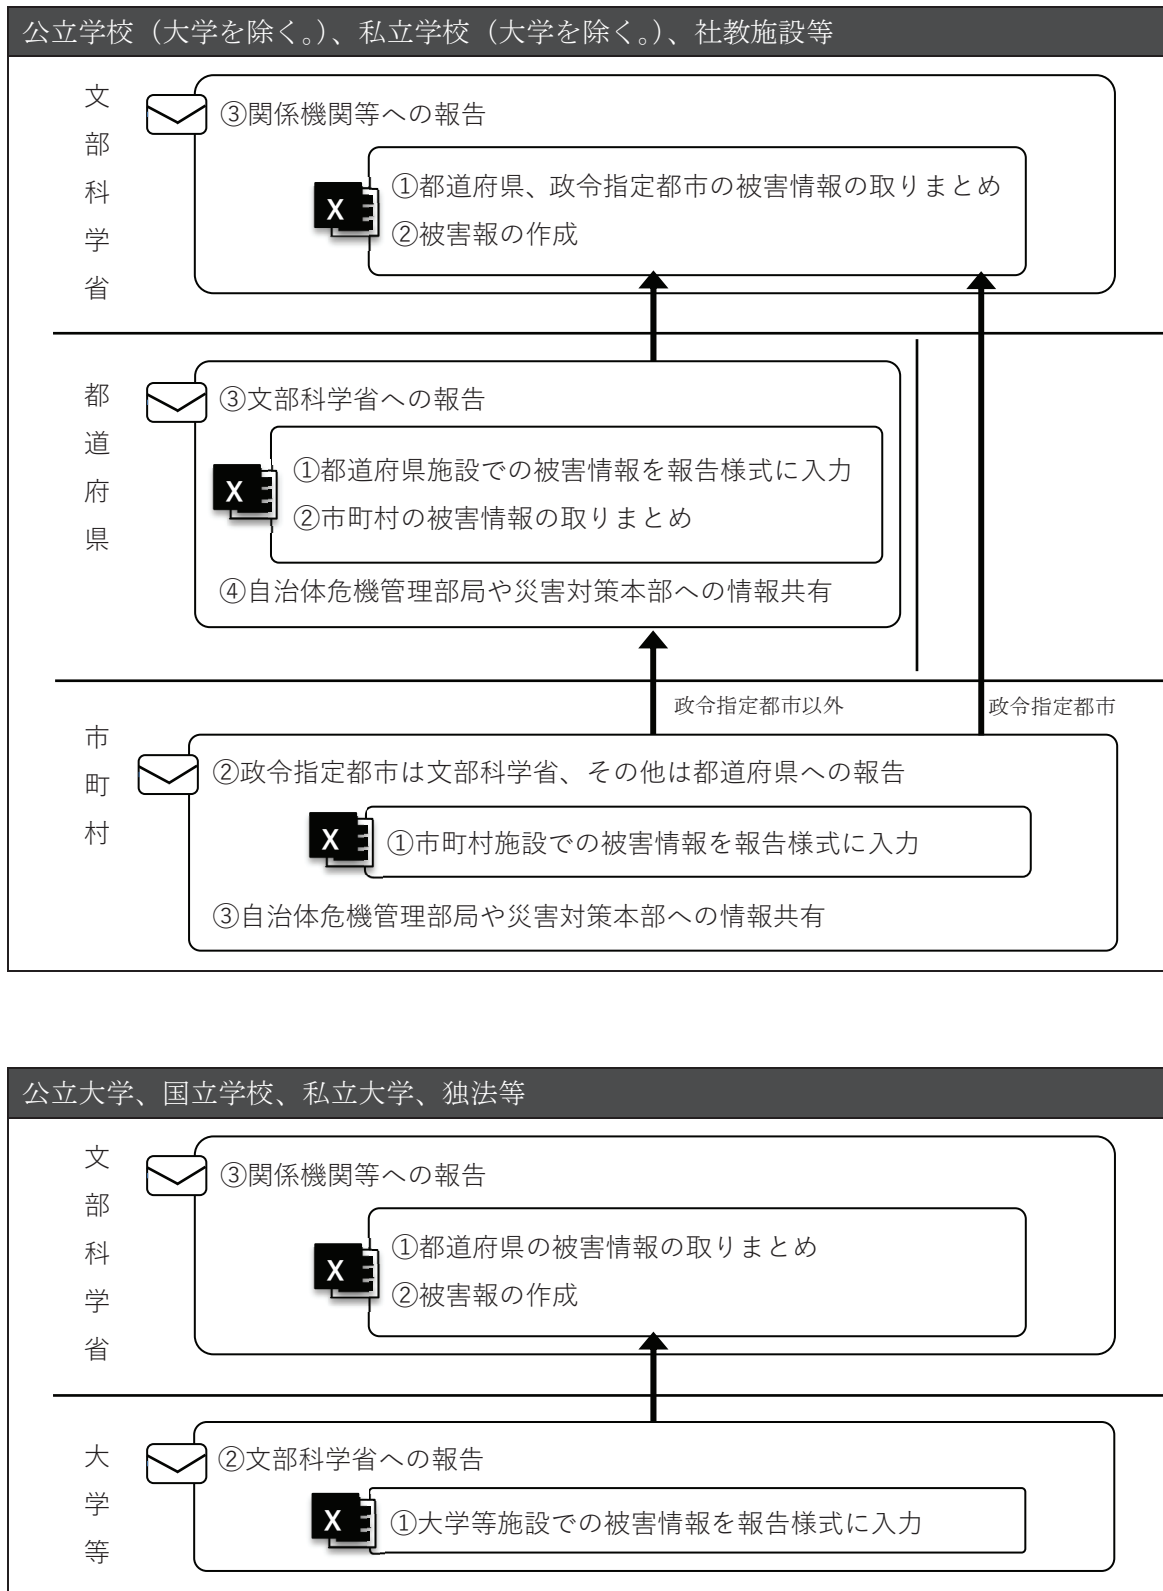 公立学校（大学を除く。）、私立学校（大学を除く。）、社教施設等
文部科学省
③関係機関等への報告
X
①都道府県、政令指定都市の被害情報の取りまとめ
②被害報の作成
都道府県
③文部科学省への報告
X
①都道府県施設での被害情報を報告様式に入力
②市町村の被害情報の取りまとめ
④自治体危機管理部局や災害対策本部への情報共有
政令指定都市以外
政令指定都市
市町村
②政令指定都市は文部科学省、その他は都道府県への報告
X
①市町村施設での被害情報を報告様式に入力
③自治体危機管理部局や災害対策本部への情報共有
公立大学、国立学校、私立大学、独法等
文部科学省
③関係機関等への報告
X
①都道府県の被害情報の取りまとめ
②被害報の作成
大学等
②文部科学省への報告
X
①大学等施設での被害情報を報告様式に入力